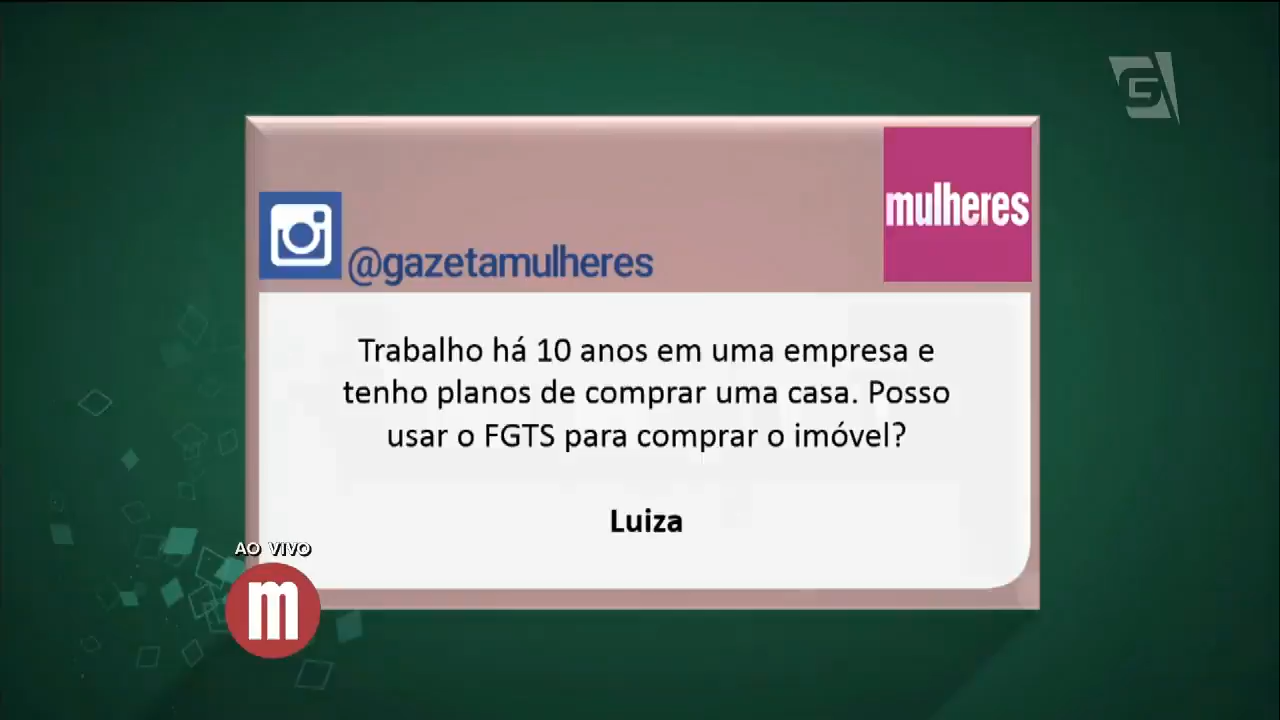 mulheres
@gazetamulheres
Trabalho há 10 anos em uma empresa e
tenho planos de comprar uma casa. Posso
usar o FGTS para comprar o imóvel?
Luiza
AO VIVO
m